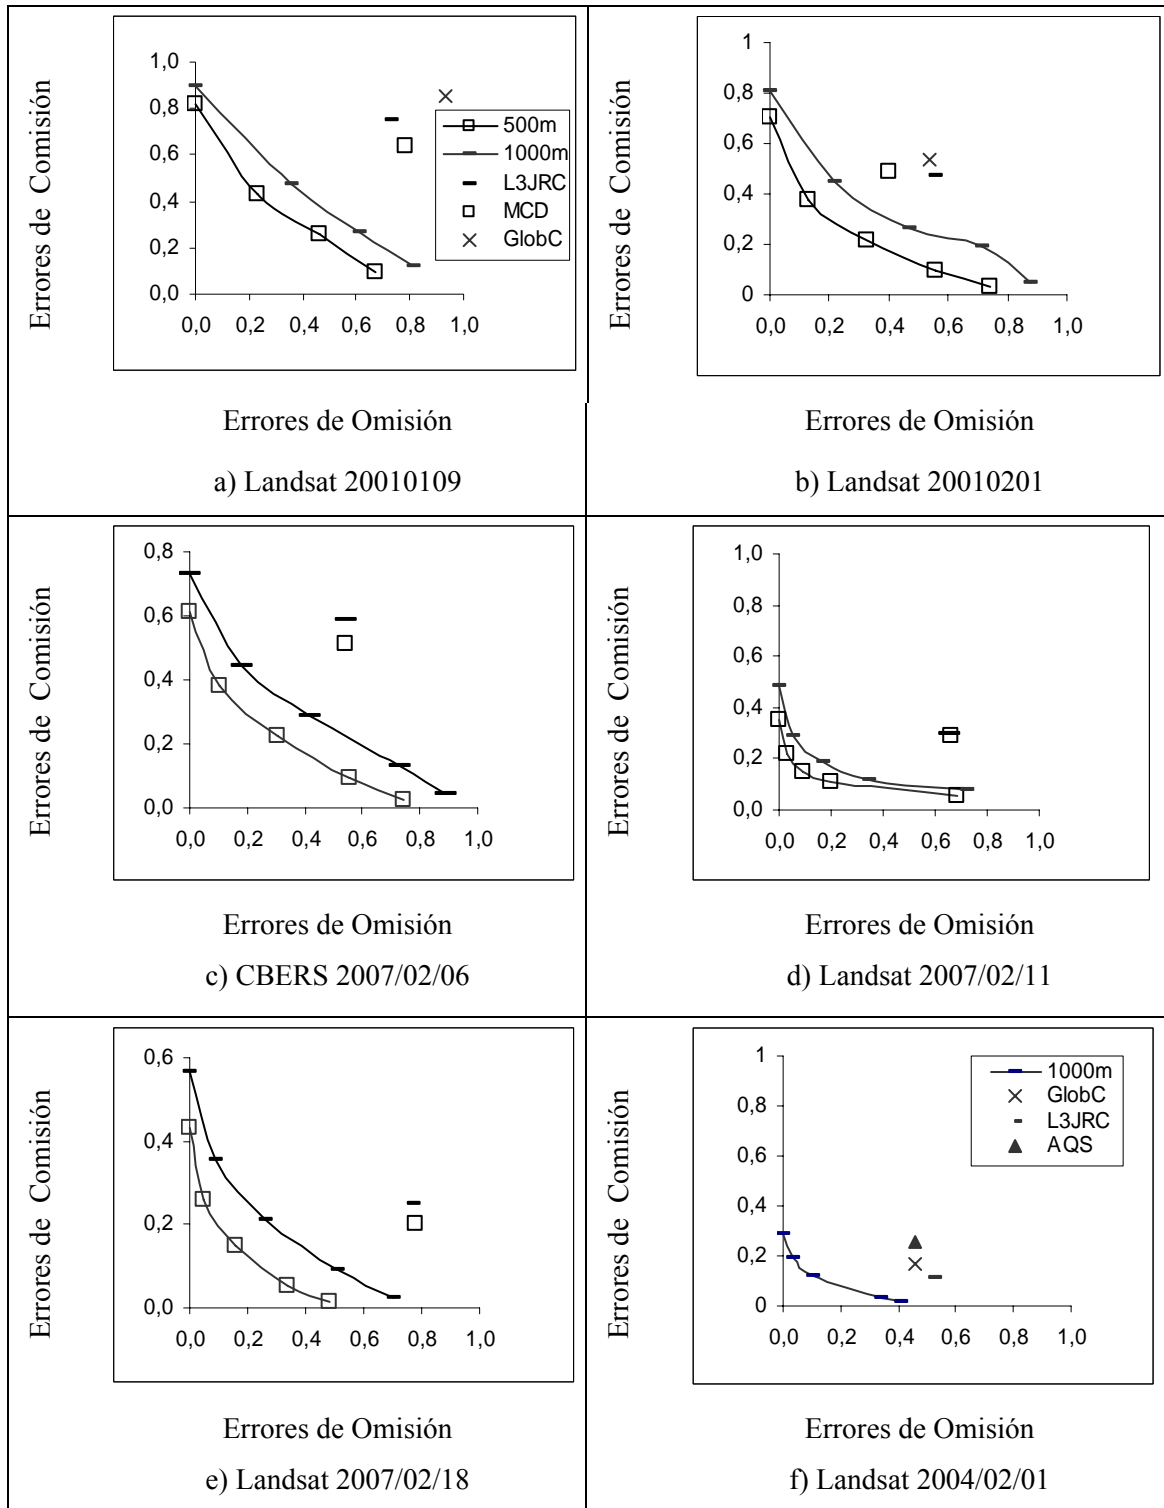 Errores de Comisión
1,0
0,8
0,6
0,4
0,2
0,0
0,0 0,2 0,4 0,6 0,8 1,0
500m
1000m
L3JRC
MCD
GlobC
Errores de Omisión
a) Landsat 20010109
Errores de Comisión
1
0,8
0,6
0,4
0,2
0
0,0 0,2 0,4 0,6 0,8 1,0
Errores de Omisión
b) Landsat 20010201
Errores de Comisión
0,8
0,6
0,4
0,2
0,0
0,0 0,2 0,4 0,6 0,8 1,0
Errores de Omisión
c) CBERS 2007/02/06
Errores de Comisión
1,0
0,8
0,6
0,4
0,2
0,0
0,0 0,2 0,4 0,6 0,8 1,0
Errores de Omisión
d) Landsat 2007/02/11
Errores de Comisión
0,6
0,4
0,2
0,0
0,0 0,2 0,4 0,6 0,8 1,0
Errores de Omisión
e) Landsat 2007/02/18
Errores de Comisión
1
0,8
0,6
0,4
0,2
0
0,0 0,2 0,4 0,6 0,8 1,0
1000m
GlobC
L3JRC
AQS
Errores de Omisión
f) Landsat 2004/02/01